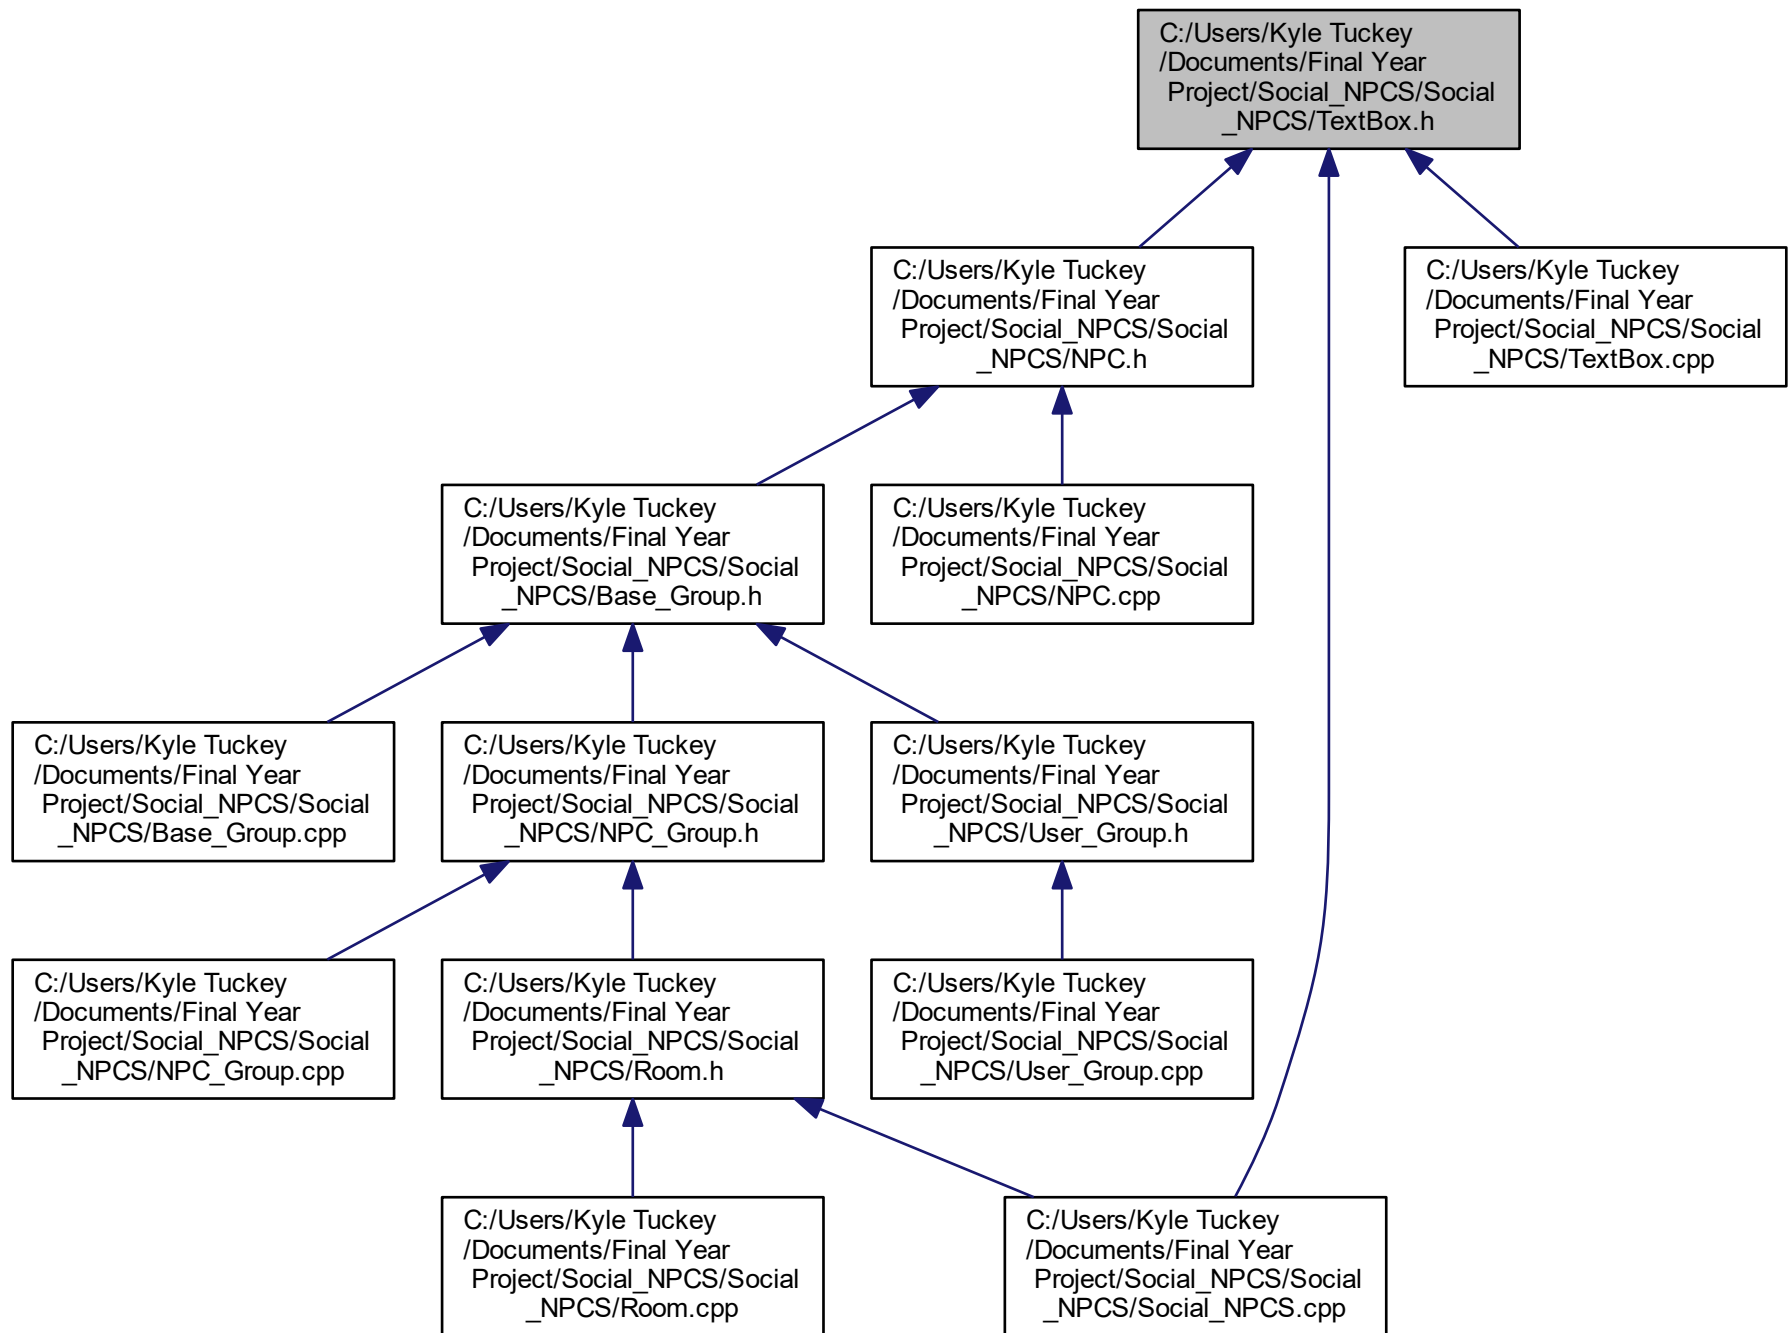 C:/Users/Kyle Tuckey
/Documents/Final Year
Project/Social_NPCS/Social
_NPCS/TextBox.h
C:/Users/Kyle Tuckey
/Documents/Final Year
Project/Social_NPCS/Social
_NPCS/NPC.h
C:/Users/Kyle Tuckey
/Documents/Final Year
Project/Social_NPCS/Social
_NPCS/TextBox.cpp
C:/Users/Kyle Tuckey
/Documents/Final Year
Project/Social_NPCS/Social
_NPCS/Base_Group.h
C:/Users/Kyle Tuckey
/Documents/Final Year
Project/Social_NPCS/Social
_NPCS/NPC.cpp
C:/Users/Kyle Tuckey
/Documents/Final Year
Project/Social_NPCS/Social
_NPCS/Base_Group.cpp
C:/Users/Kyle Tuckey
/Documents/Final Year
Project/Social_NPCS/Social
_NPCS/NPC_Group.h
C:/Users/Kyle Tuckey
/Documents/Final Year
Project/Social_NPCS/Social
_NPCS/User_Group.h
C:/Users/Kyle Tuckey
/Documents/Final Year
Project/Social_NPCS/Social
_NPCS/NPC_Group.cpp
C:/Users/Kyle Tuckey
/Documents/Final Year
Project/Social_NPCS/Social
_NPCS/Room.h
C:/Users/Kyle Tuckey
/Documents/Final Year
Project/Social_NPCS/Social
_NPCS/User_Group.cpp
C:/Users/Kyle Tuckey
/Documents/Final Year
Project/Social_NPCS/Social
_NPCS/Room.cpp
C:/Users/Kyle Tuckey
/Documents/Final Year
Project/Social_NPCS/Social
_NPCS/Social_NPCS.cpp